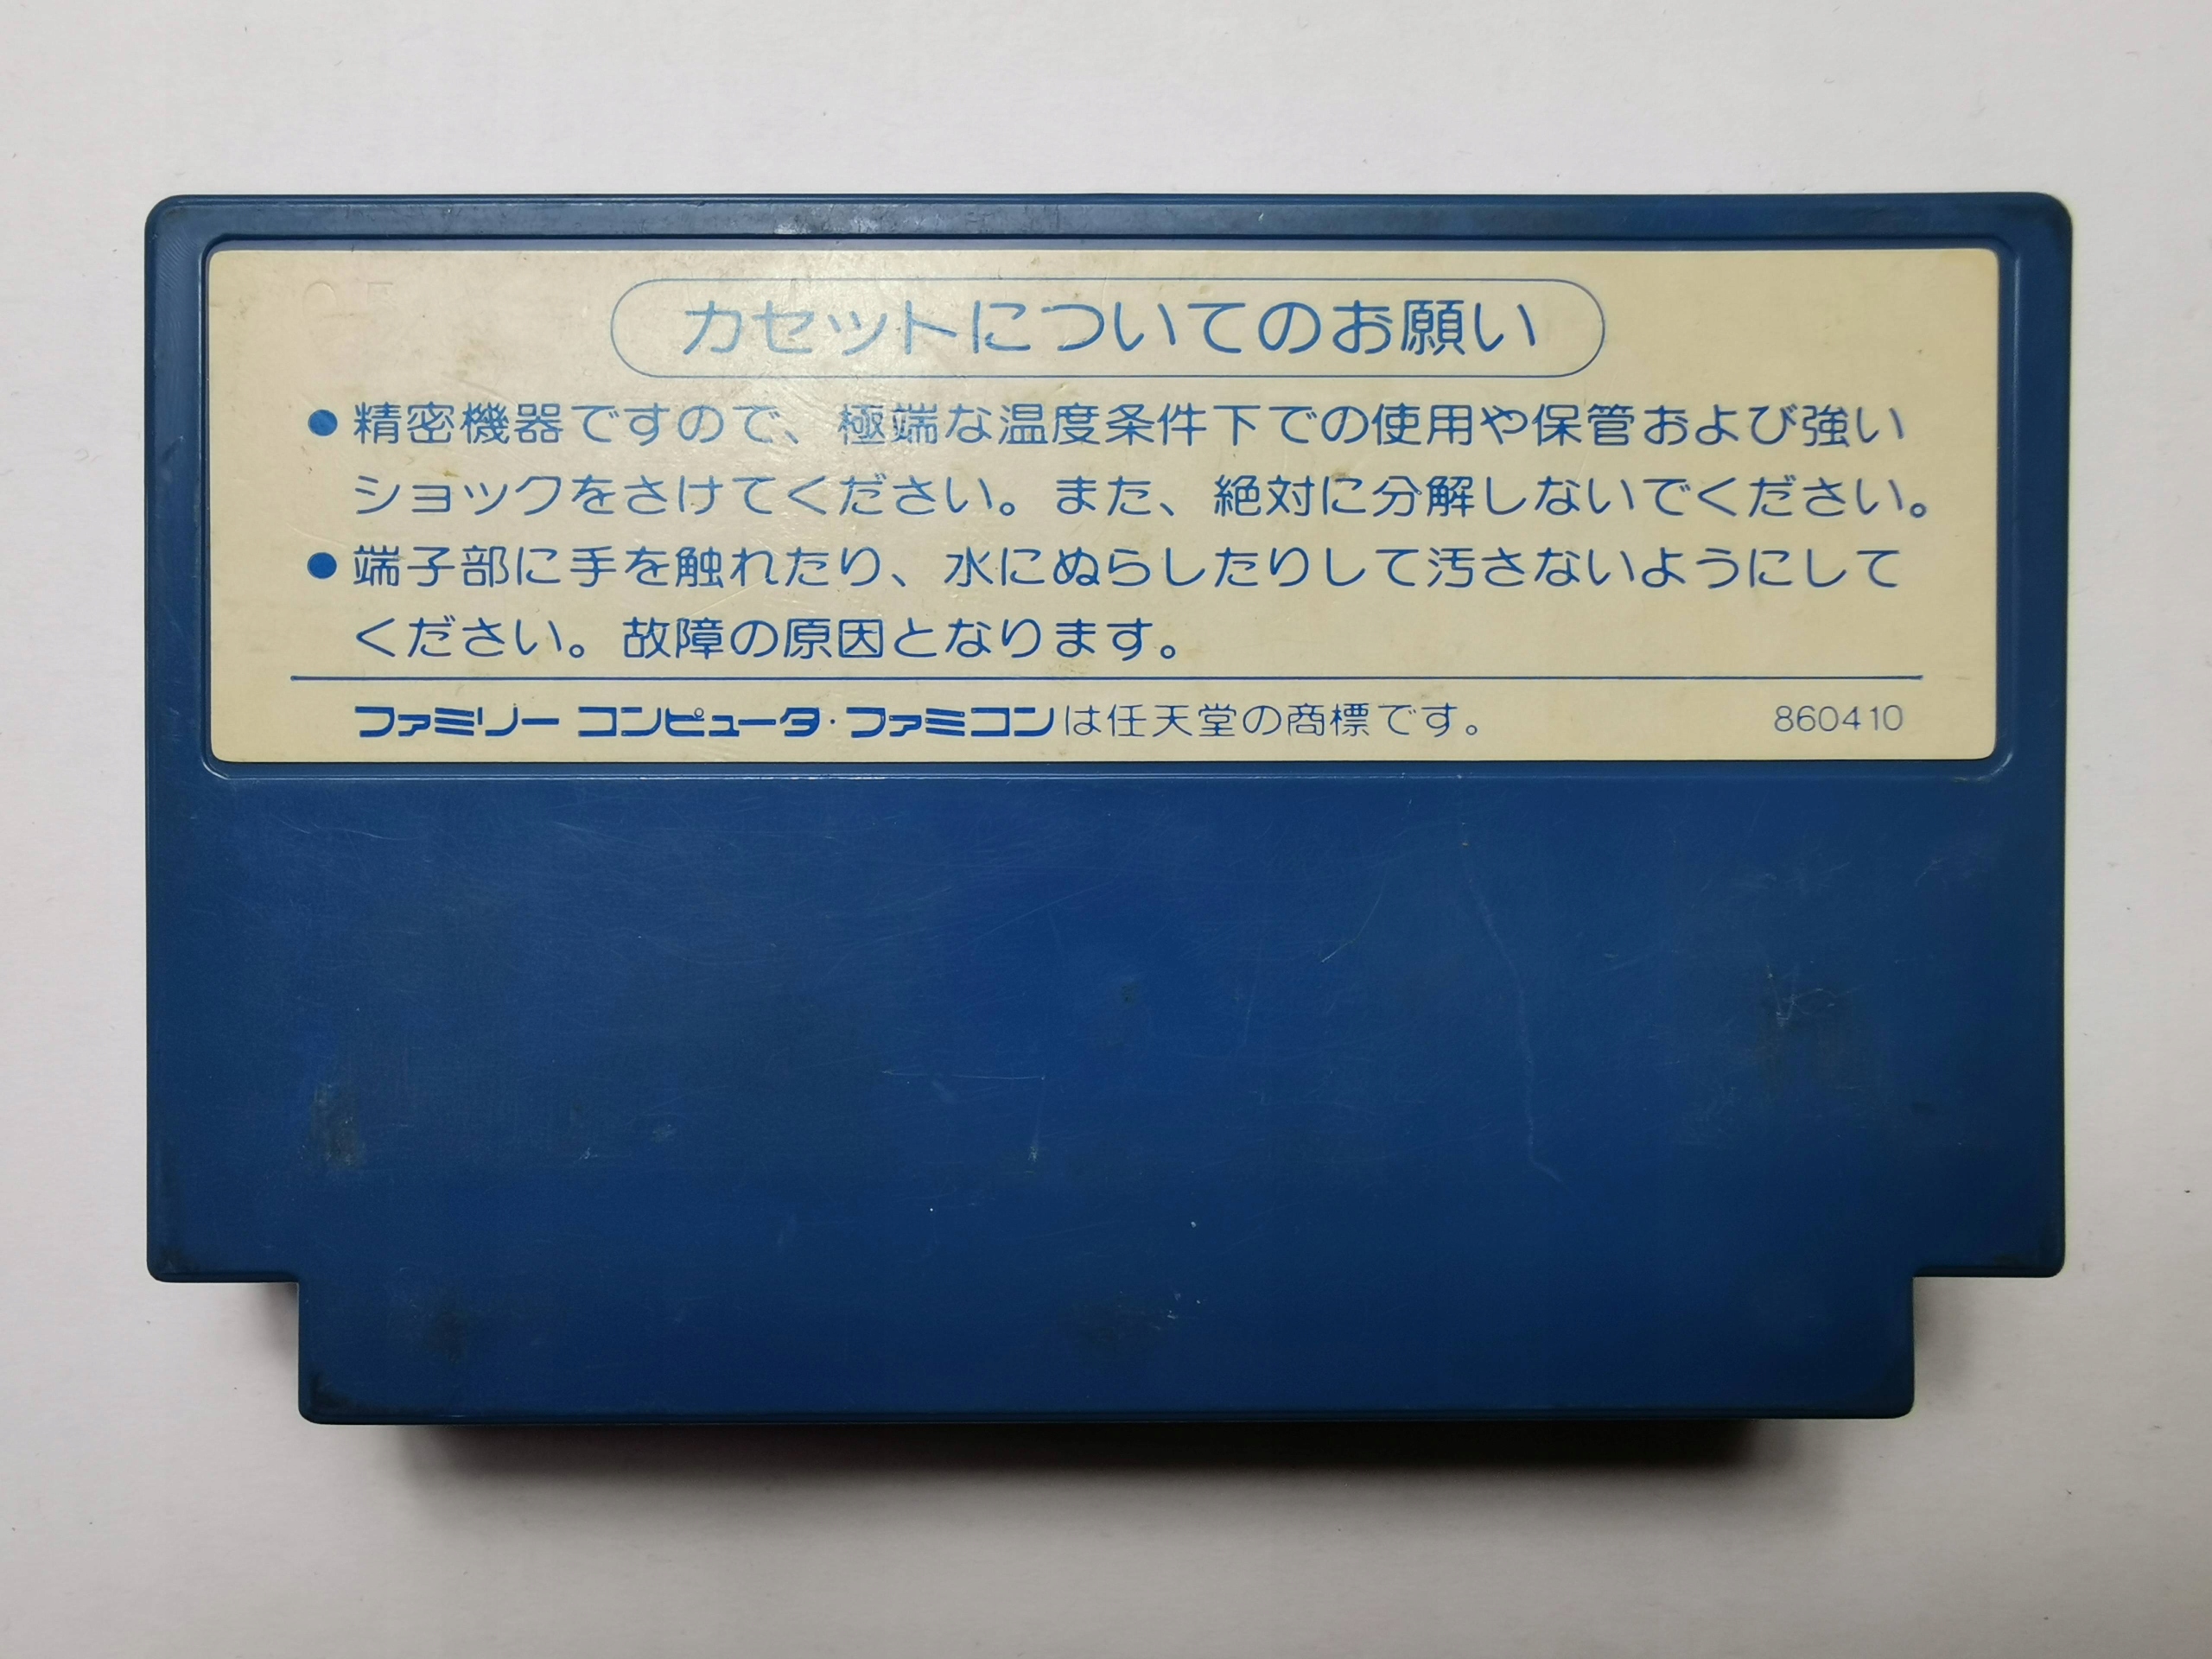 カセットについてのお願い
●精密機器ですので、極端な温度条件下での使用や保管および強い
ショックをさけてください。また、絶対に分解しないでください。
●端子部に手を触れたり、水にぬらしたりして汚さないようにして
ください。故障の原因となります。
ファミリー コンピュータ・ファミコンは任天堂の商標です。 860410